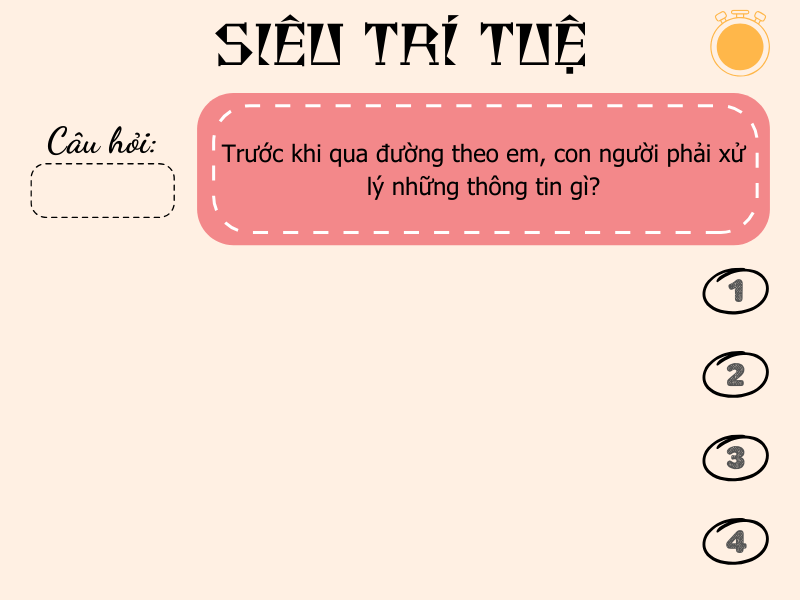 SIÊU TRÍ TUỆ
Câu hỏi:
Trước khi qua đường theo em, con người phải xử
lý những thông tin gì?
1
2
3
4